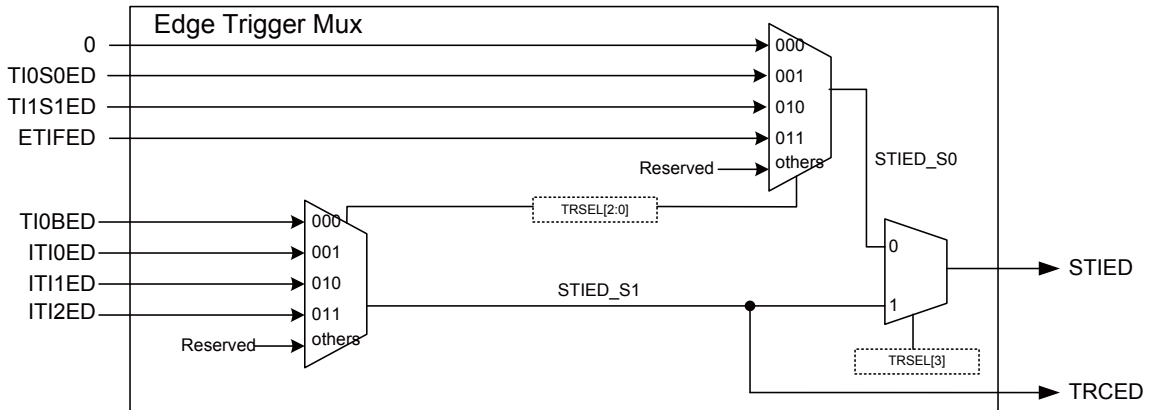 Edge Trigger Mux
0
000
TI0S0ED
001
TI1S1ED
010
ETIFED
011
Reserved
others
STIED_S0
TI0BED
000
TRSEL[2:0]
ITI0ED
001
0
STIED
ITI1ED
010
STIED_S1
ITI2ED
011
1
Reserved
others
TRSEL[3]
TRCED